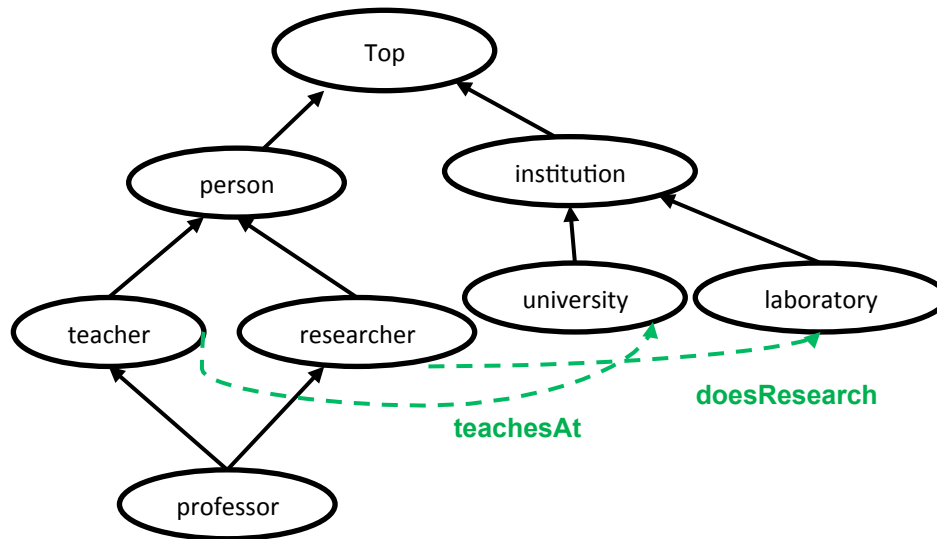 Top
person
institution
teacher
researcher
university
laboratory
doesResearch
teachesAt
professor